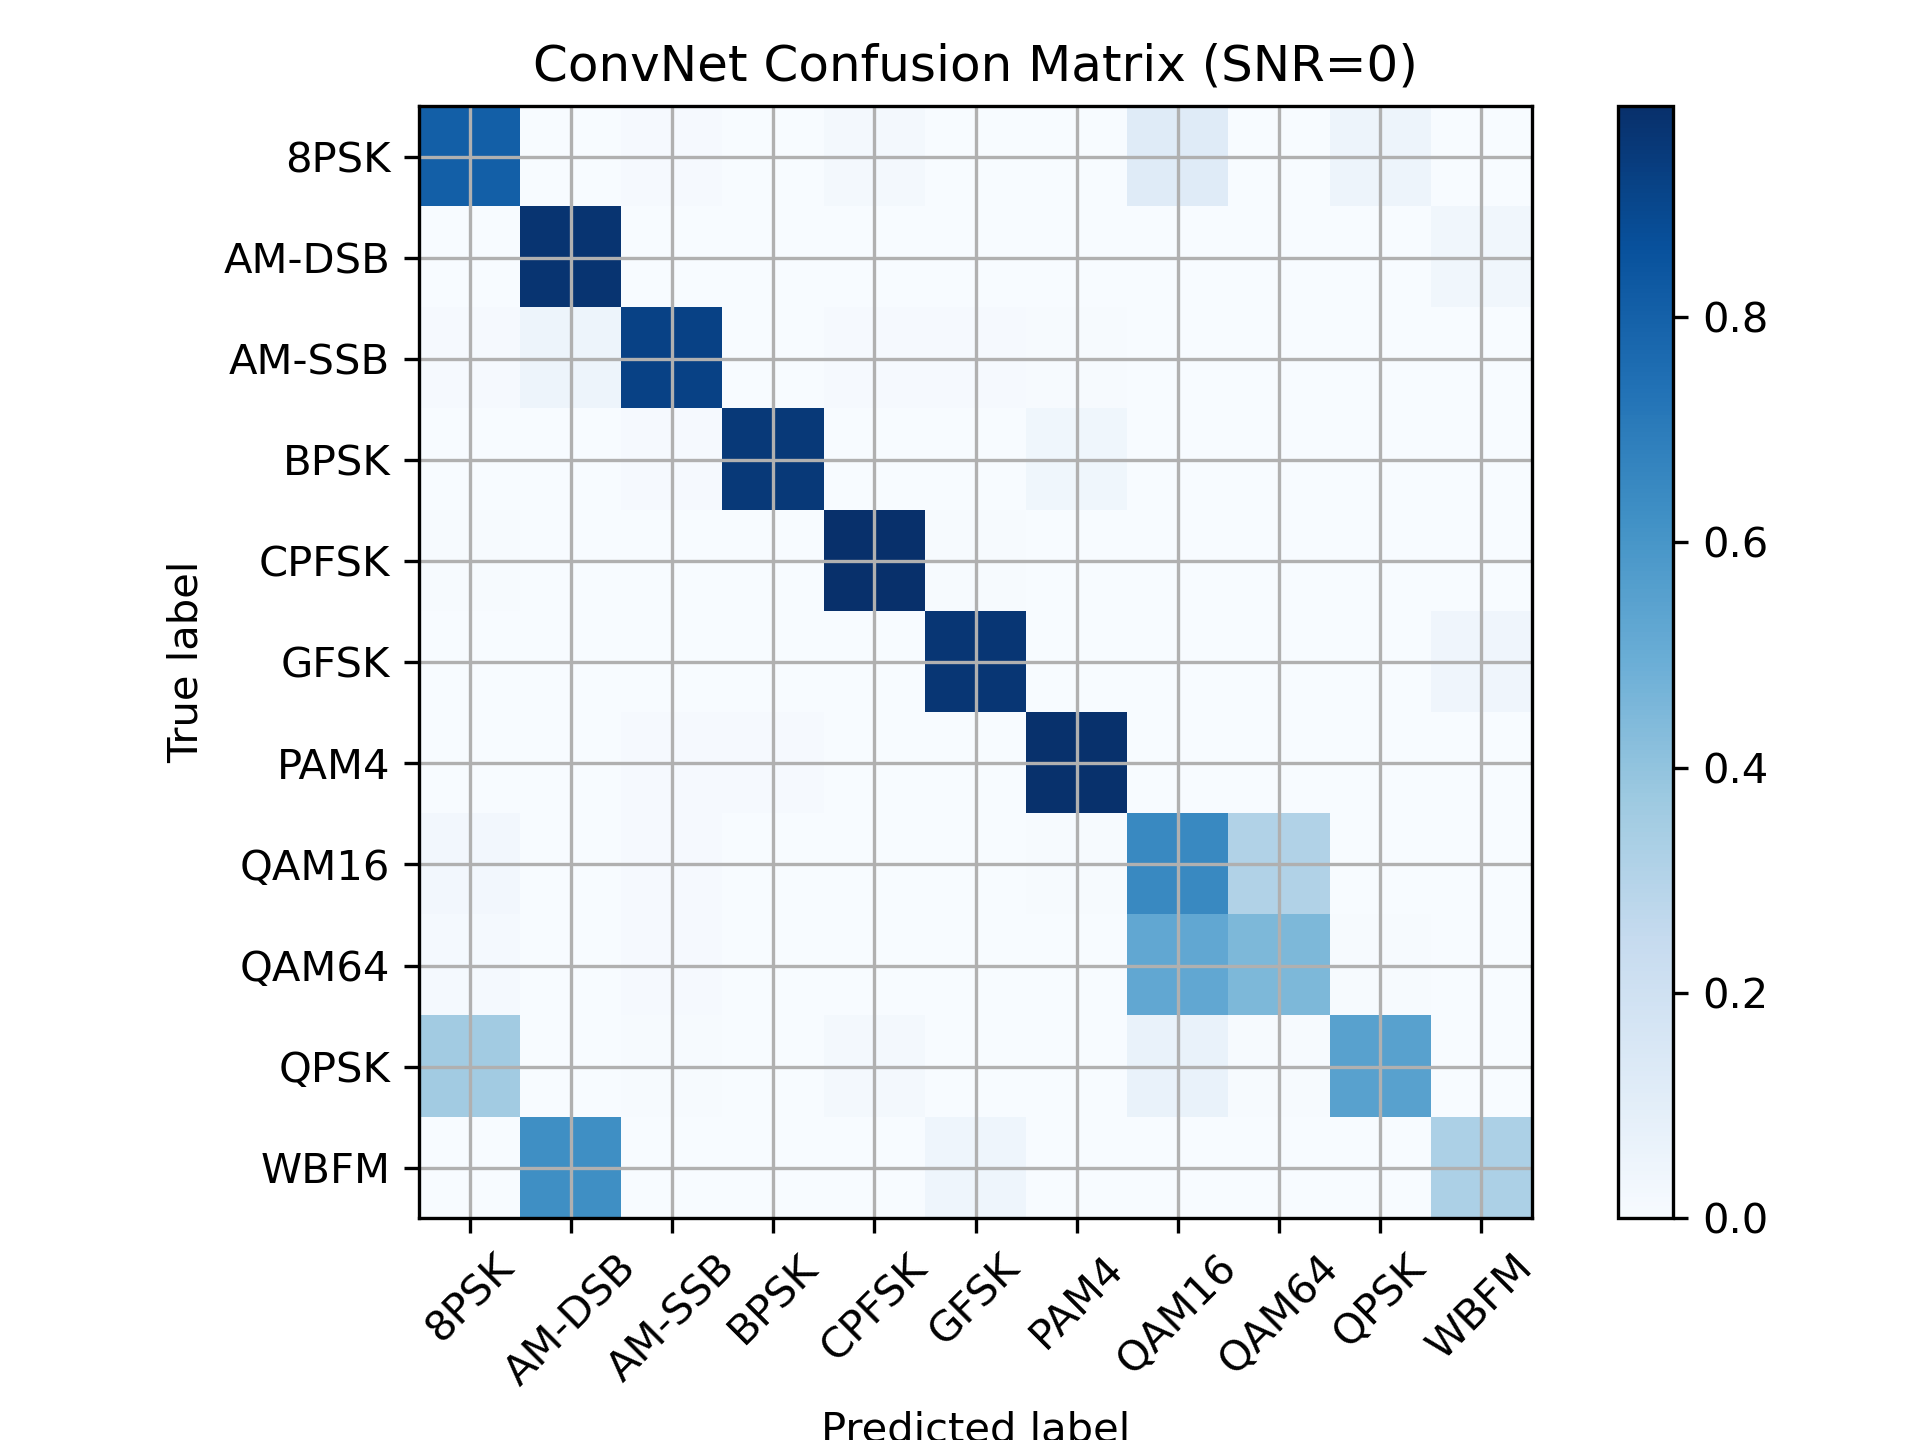 ConvNet Confusion Matrix (SNR=0)
8PSK
AM-DSB
AM-SSB
BPSK
CPFSK
GFSK
PAM4
QAM16
QAM64
QPSK
WBFM
True label
8PSK
AM-DSB
AM-SSB
BPSK
CPFSK
GFSK
PAM4
QAM16
QAM64
QPSK
WBFM
Predicted label
0.8
0.6
0.4
0.2
0.0